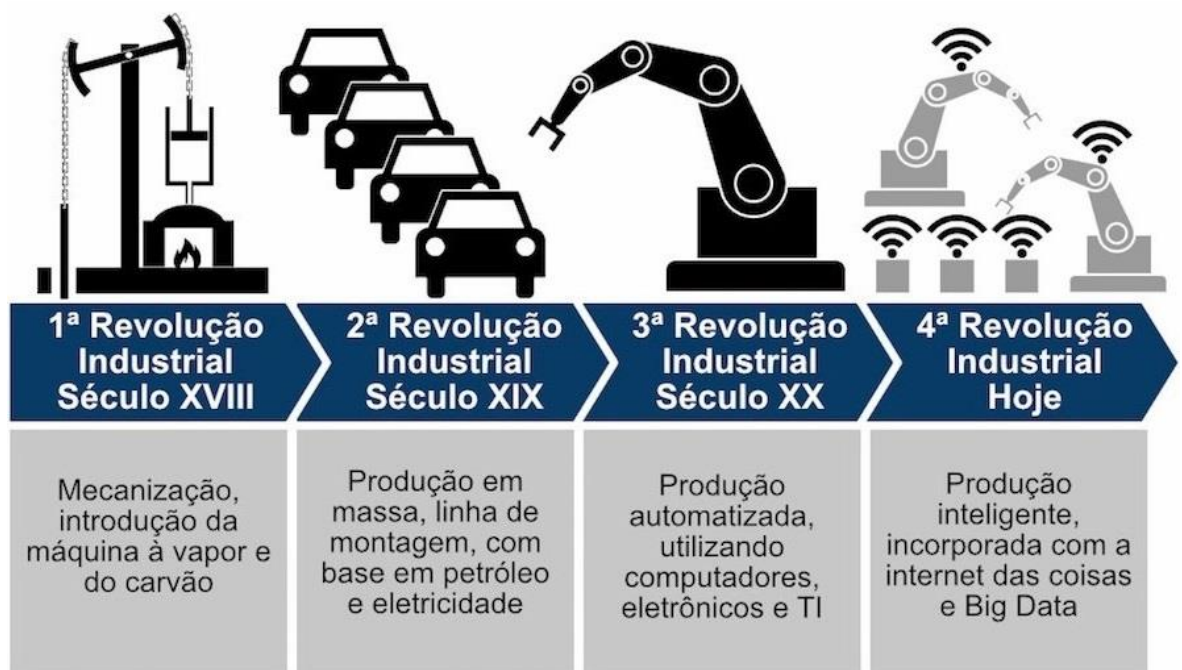 1ª Revolução
Industrial
Século XVIII
2ª Revolução
Industrial
Século XIX
3ª Revolução
Industrial
Século XX
4ª Revolução
Industrial
Hoje
Mecanização,
introdução da
máquina à vapor e
do carvão
Produção em
massa, linha de
montagem, com
base em petróleo
e eletricidade
Produção
automatizada,
utilizando
computadores,
eletrônicos e TI
Produção
inteligente,
incorporada com a
internet das coisas
e Big Data